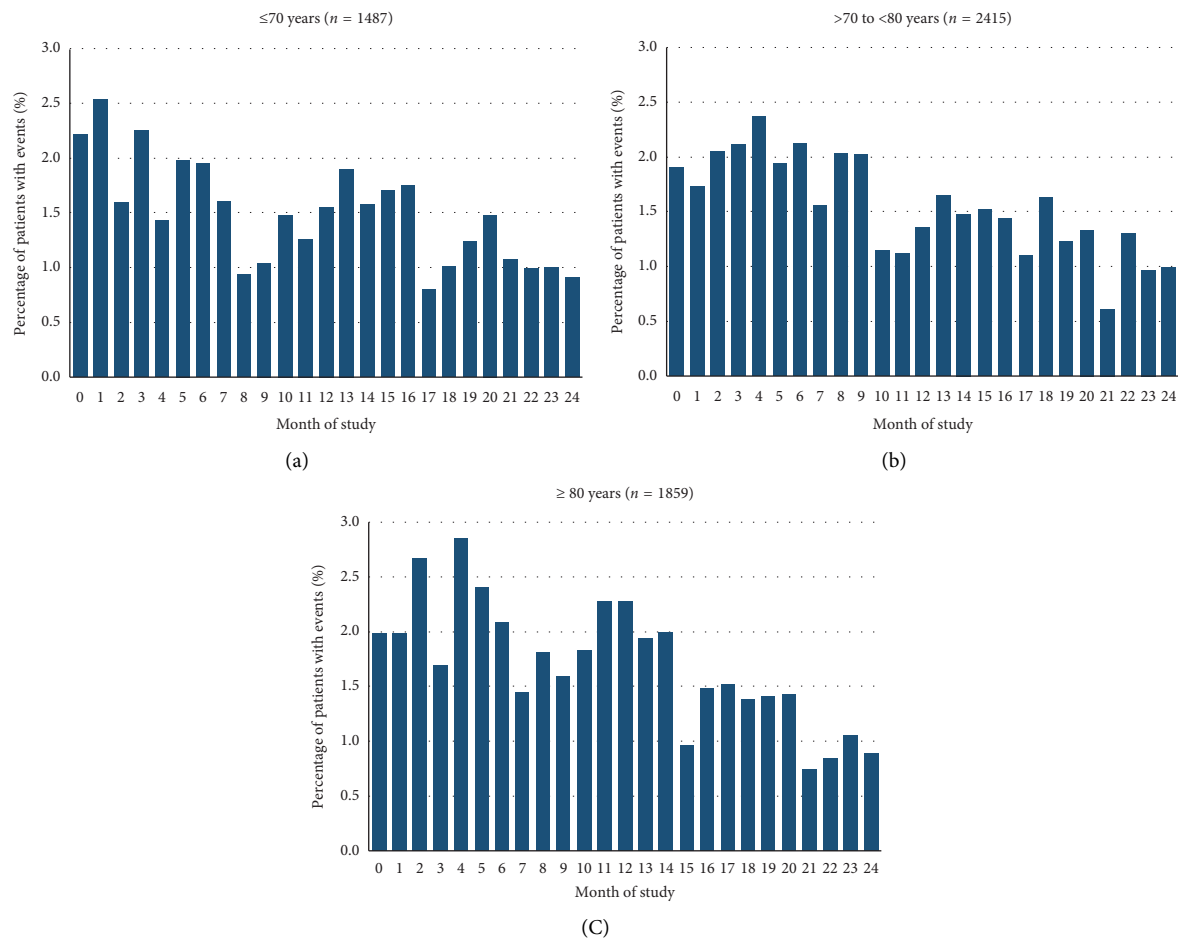 ≤70 years (n = 1487)
Percentage of patients with events (%)
3.0
2.5
2.0
1.5
1.0
0.5
0.0
0 1 2 3 4 5 6 7 8 9 10 11 12 13 14 15 16 17 18 19 20 21 22 23 24
Month of study
(a)
>70 to <80 years (n = 2415)
Percentage of patients with events (%)
3.0
2.5
2.0
1.5
1.0
0.5
0.0
0 1 2 3 4 5 6 7 8 9 10 11 12 13 14 15 16 17 18 19 20 21 22 23 24
Month of study
(b)
≥ 80 years (n = 1859)
Percentage of patients with events (%)
3.0
2.5
2.0
1.5
1.0
0.5
0.0
0 1 2 3 4 5 6 7 8 9 10 11 12 13 14 15 16 17 18 19 20 21 22 23 24
Month of study
(C)